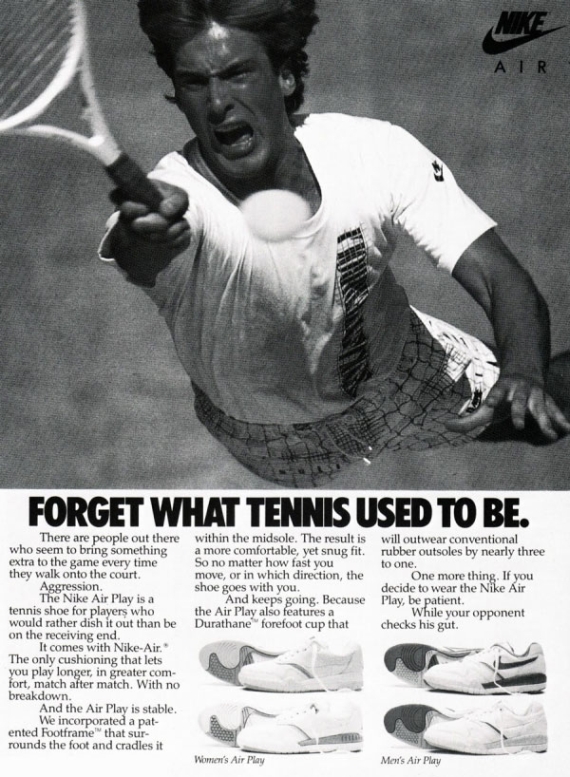 NIKE
AIR
FORGET WHAT TENNIS USED TO BE.
There are people out there
who seem to bring something
extra to the game every time
they walk onto the court.
Aggression.
The Nike Air Play is a
tennis shoe for players who
would rather dish it out than be
on the receiving end.
It comes with Nike-Air.®
The only cushioning that lets
you play longer, in greater com-
fort, match after match. With no
breakdown.
And the Air Play is stable.
We incorporated a pat-
ented Footframe™ that sur-
rounds the foot and cradles it
within the midsole. The result is
a more comfortable, yet snug fit.
So no matter how fast you
move, or in which direction, the
shoe goes with you.
And keeps going. Because
the Air Play also features a
Durathane™ forefoot cup that
will outwear conventional
rubber outsoles by nearly three
to one.
One more thing. If you
decide to wear the Nike Air
Play, be patient.
While your opponent
checks his gut.
Women's Air Play
Men's Air Play